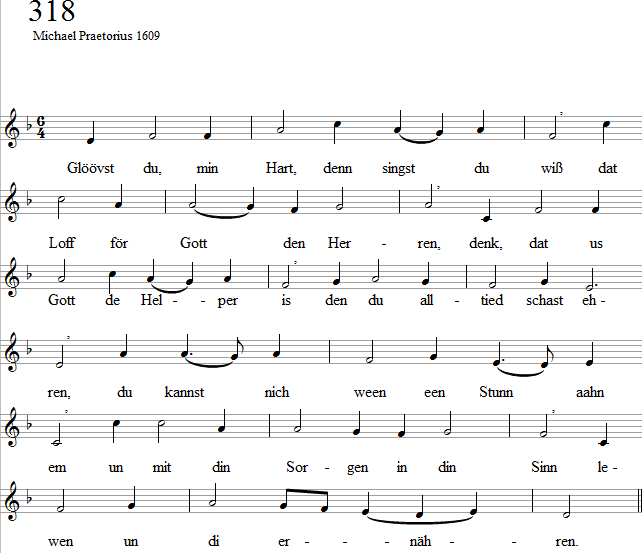 318
Michael Praetorius 1609
6
4
Glöövst du, min Hart, denn singst du wiß dat
Loff för Gott den Her - ren, denk, dat us
Gott de Hel - - per is den du all - tied schast eh -
ren, du kannst nich ween een Stunn aahn
em un mit din Sor - gen in din Sinn le -
wen un di er - - - näh - - - ren.